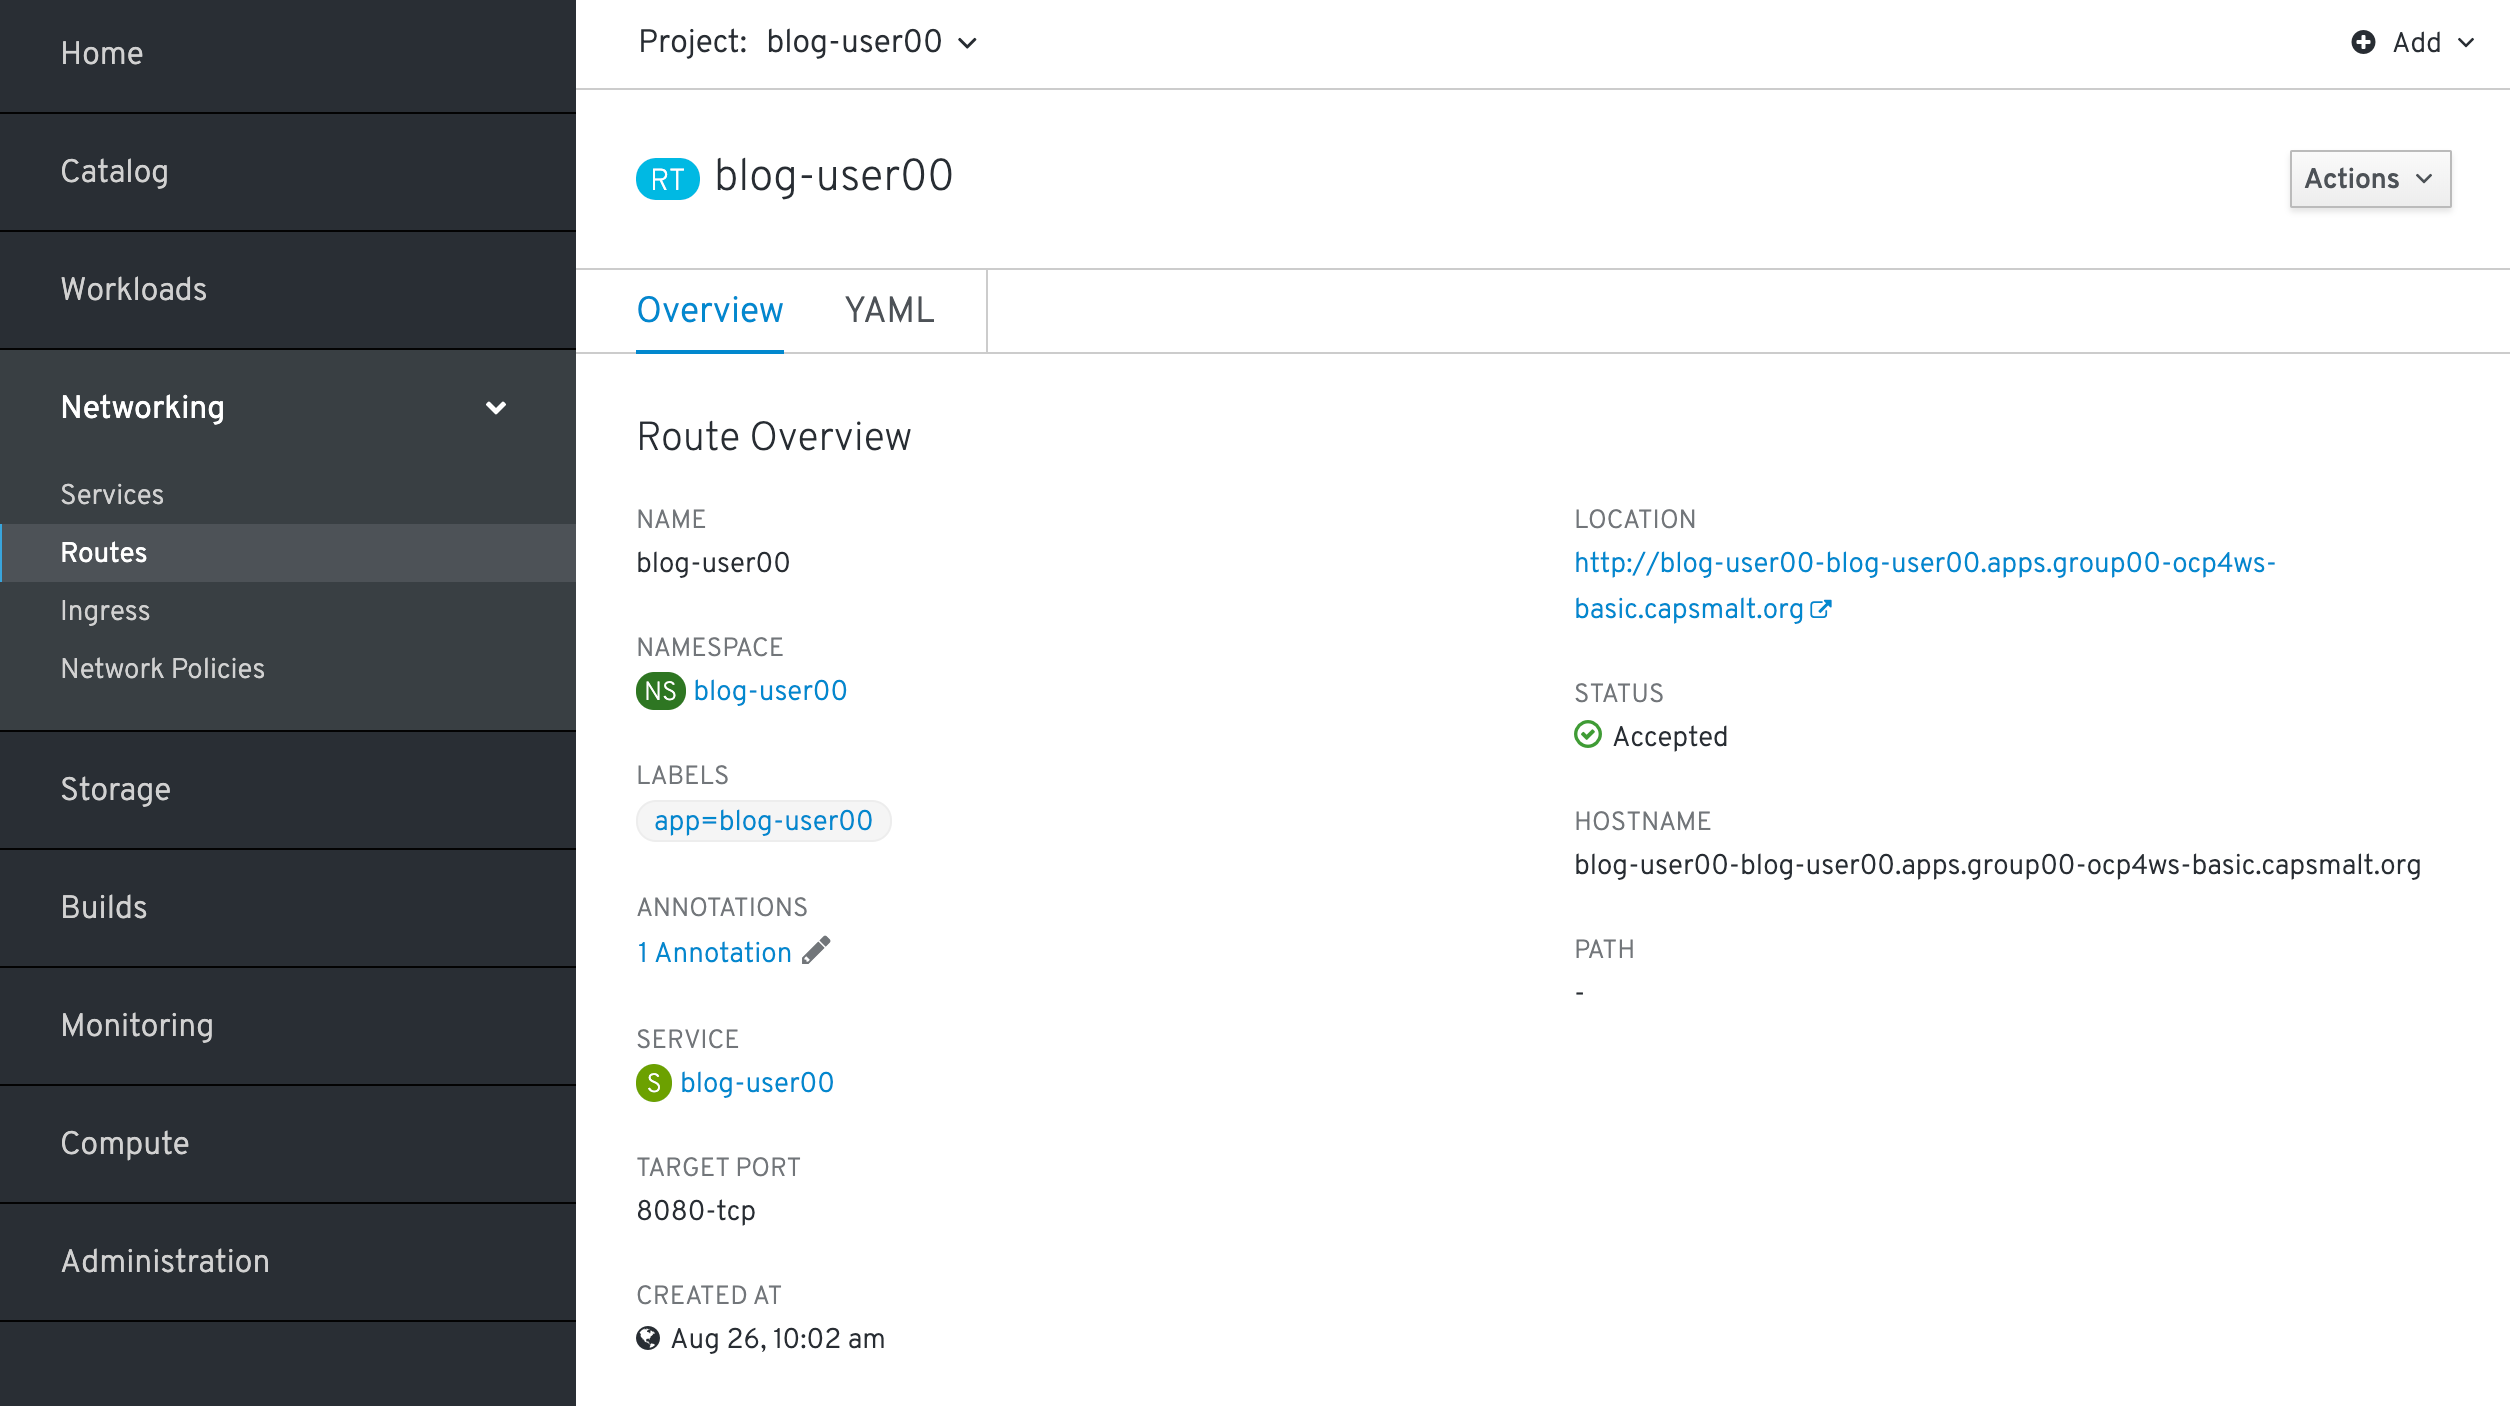 Home
Catalog
Workloads
Networking
Services
Routes
Ingress
Network Policies
Storage
Builds
Monitoring
Compute
Administration
Project: blog-user00
Add
RT blog-user00
Actions
Overview YAML
Route Overview
NAME
blog-user00
NAMESPACE
NS blog-user00
LABELS
app=blog-user00
ANNOTATIONS
1 Annotation
SERVICE
S blog-user00
TARGET PORT
8080-tcp
CREATED AT
Aug 26, 10:02 am
LOCATION
http://blog-user00-blog-user00.apps.group00-ocp4ws-
basic.capsmalt.org
STATUS
Accepted
HOSTNAME
blog-user00-blog-user00.apps.group00-ocp4ws-basic.capsmalt.org
PATH
-